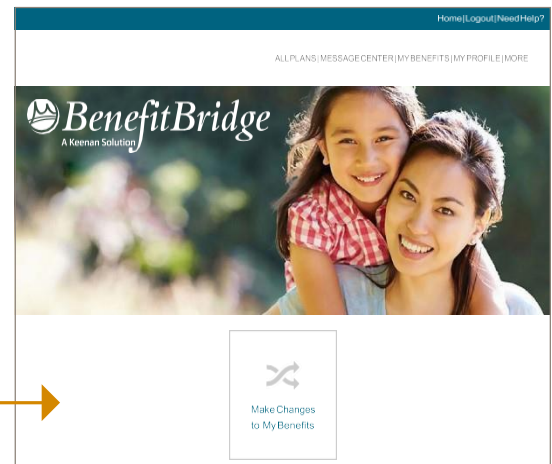 Home|Logout|NeedHelp?
ALL PLANS | MESSAGE CENTER | MY BENEFITS | MY PROFILE | MORE
BenefitBridge
A Keenan Solution
Make Changes
to My Benefits